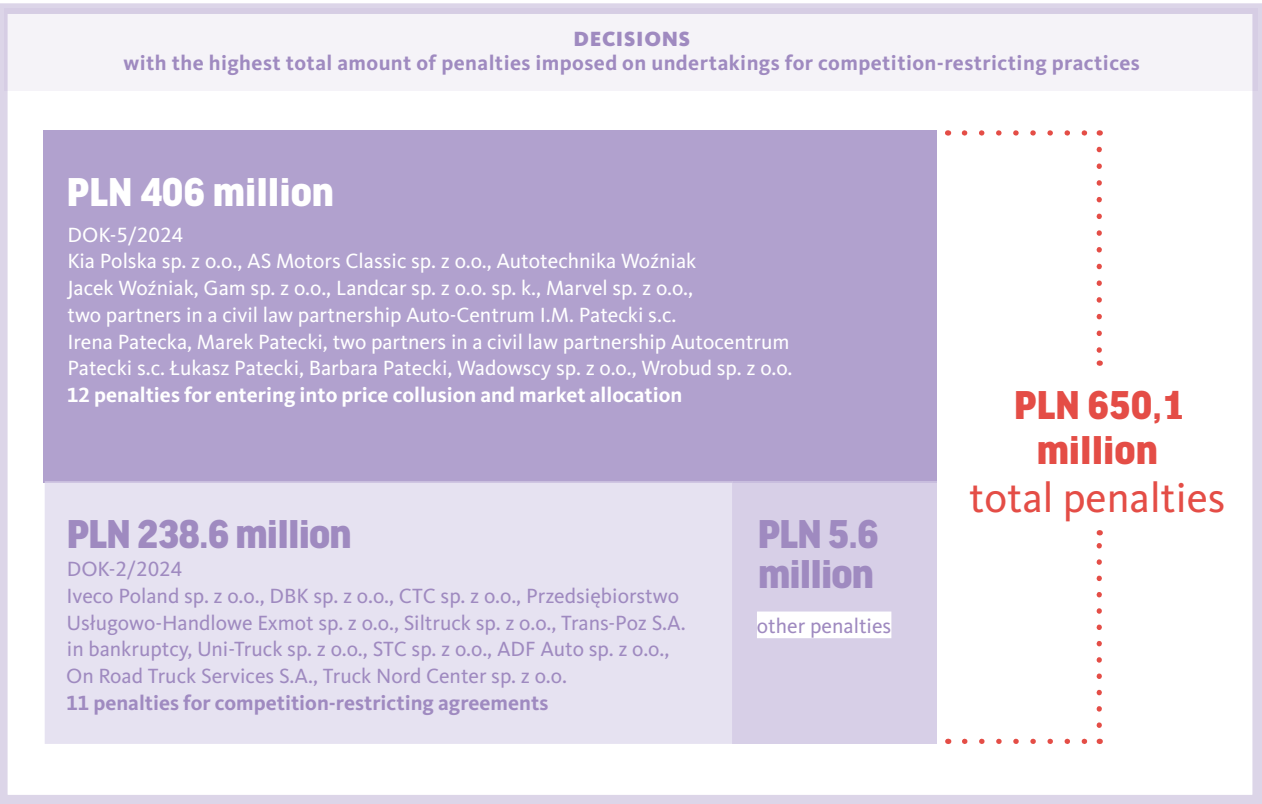 DECISIONS
with the highest total amount of penalties imposed on undertakings for competition-restricting practices
PLN 406 million
DOK-5/2024
Kia Polska sp. z o.o., AS Motors Classic sp. z o.o., Autotechnika Woźniak
Jacek Woźniak, Gam sp. z o.o., Landcar sp. z o.o. sp. k., Marvel sp. z o.o.,
two partners in a civil law partnership Auto-Centrum I.M. Patecki s.c.
Irena Patecka, Marek Patecki, two partners in a civil law partnership Autocentrum
Patecki s.c. Łukasz Patecki, Barbara Patecki, Wadowscy sp. z o.o., Wrobud sp. z o.o.
12 penalties for entering into price collusion and market allocation
PLN 238.6 million
DOK-2/2024
Iveco Poland sp. z o.o., DBK sp. z o.o., CTC sp. z o.o., Przedsiębiorstwo
Usługowo-Handlowe Exmot sp. z o.o., Siltruck sp. z o.o., Trans-Poz S.A.
in bankruptcy, Uni-Truck sp. z o.o., STC sp. z o.o., ADF Auto sp. z o.o.,
On Road Truck Services S.A., Truck Nord Center sp. z o.o.
11 penalties for competition-restricting agreements
PLN 5.6
million
other penalties
PLN 650,1
million
total penalties